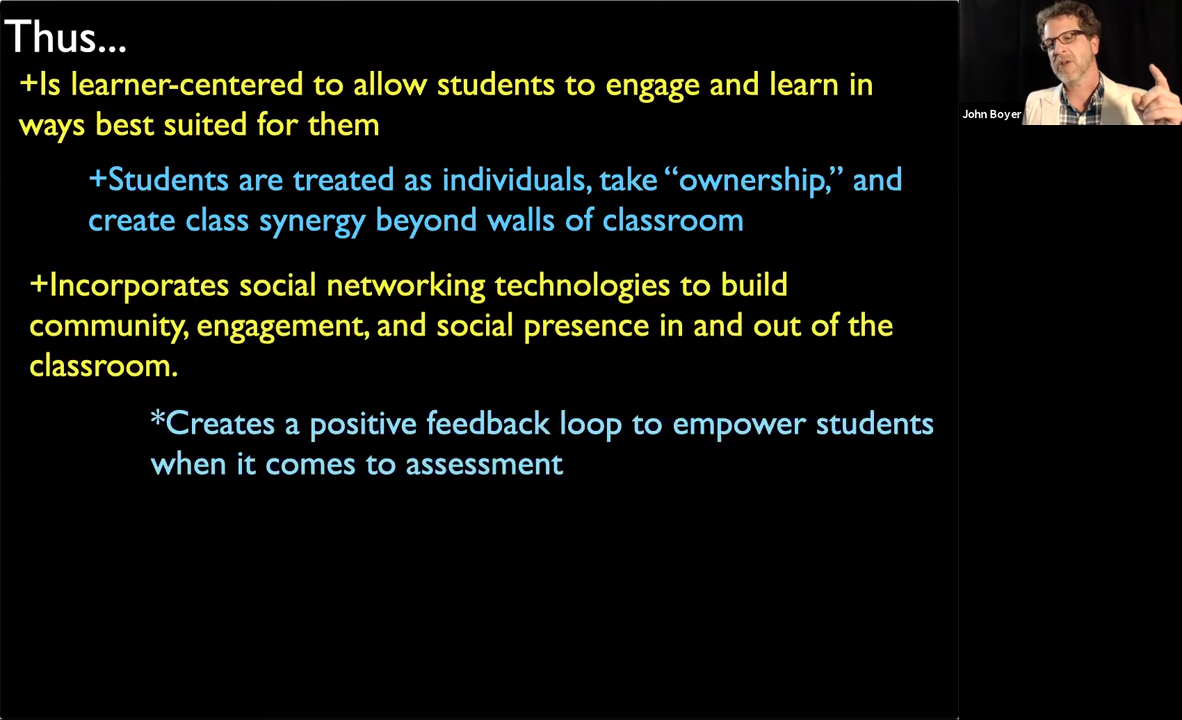 Thus...
+Is learner-centered to allow students to engage and learn in
ways best suited for them
+Students are treated as individuals, take “ownership,” and
create class synergy beyond walls of classroom
+Incorporates social networking technologies to build
community, engagement, and social presence in and out of the
classroom.
*Creates a positive feedback loop to empower students
when it comes to assessment
John Boyer